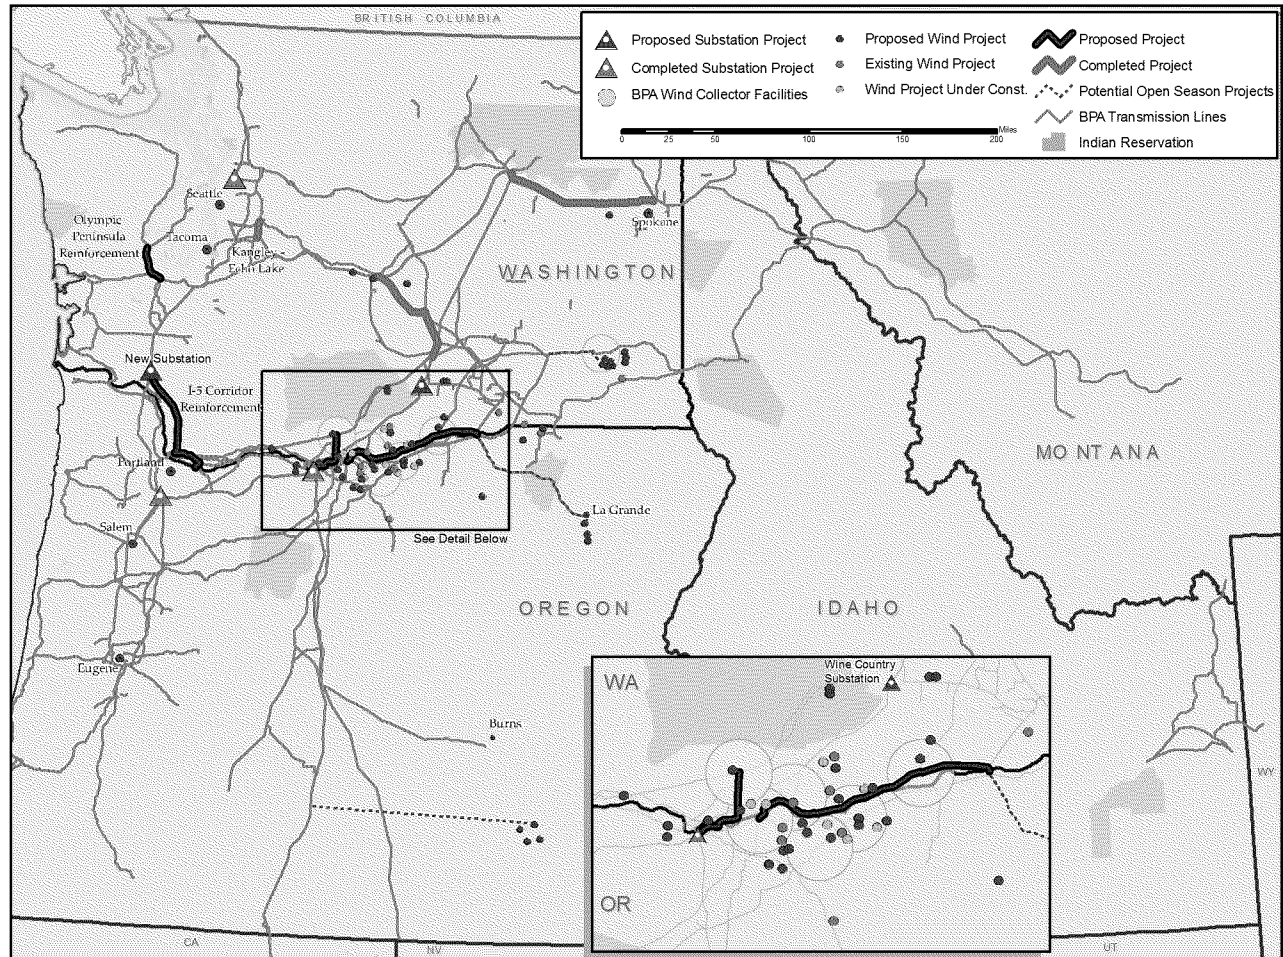 BRITISH COLUMBIA
Proposed Substation Project
Completed Substation Project
BPA Wind Collector Facilities
Proposed Wind Project
Existing Wind Project
Wind Project Under Const.
Proposed Project
Completed Project
Potential Open Season Projects
BPA Transmission Lines
Indian Reservation
0 25 50 100 150 200
Miles
Seattle
Olympic
Peninsula
Reinforcement
Tacoma
Kangley -
Echo Lake
Spokane
WASHINGTON
New Substation
I-5 Corridor
Reinforcement
Portland
MONTANA
La Grande
Salem
See Detail Below
OREGON
IDAHO
Eugene
Burns
WA
Wine Country
Substation
OR
WY
CA
NV
UT